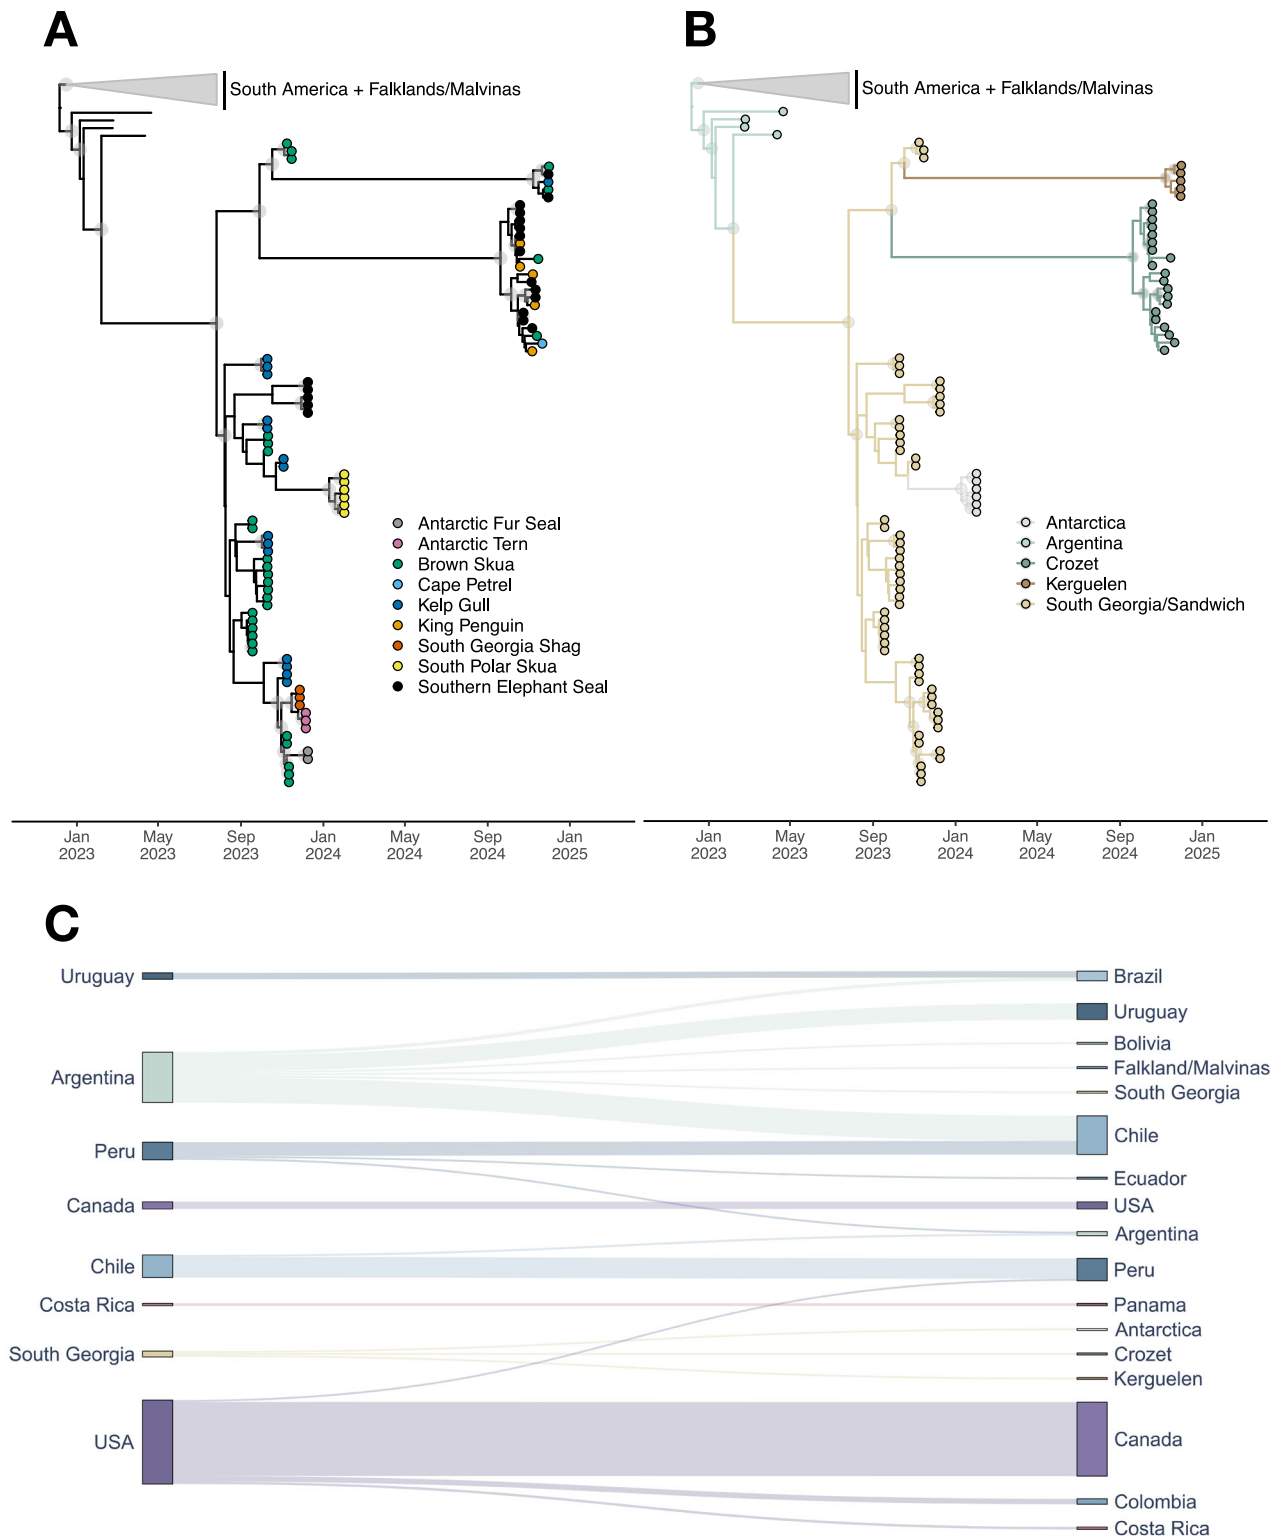 A
B
South America + Falklands/Malvinas
South America + Falklands/Malvinas
Antarctic Fur Seal
Antarctic Tern
Brown Skua
Cape Petrel
Kelp Gull
King Penguin
South Georgia Shag
South Polar Skua
Southern Elephant Seal
Antarctica
Argentina
Crozet
Kerguelen
South Georgia/Sandwich
Jan May Sep Jan May Sep Jan
2023 2023 2023 2024 2024 2024 2025
Jan May Sep Jan May Sep Jan
2023 2023 2023 2024 2024 2024 2025
C
Uruguay
Argentina
Peru
Canada
Chile
Costa Rica
South Georgia
USA
Brazil
Uruguay
Bolivia
Falkland/Malvinas
South Georgia
Chile
Ecuador
USA
Argentina
Peru
Panama
Antarctica
Crozet
Kerguelen
Canada
Colombia
Costa Rica